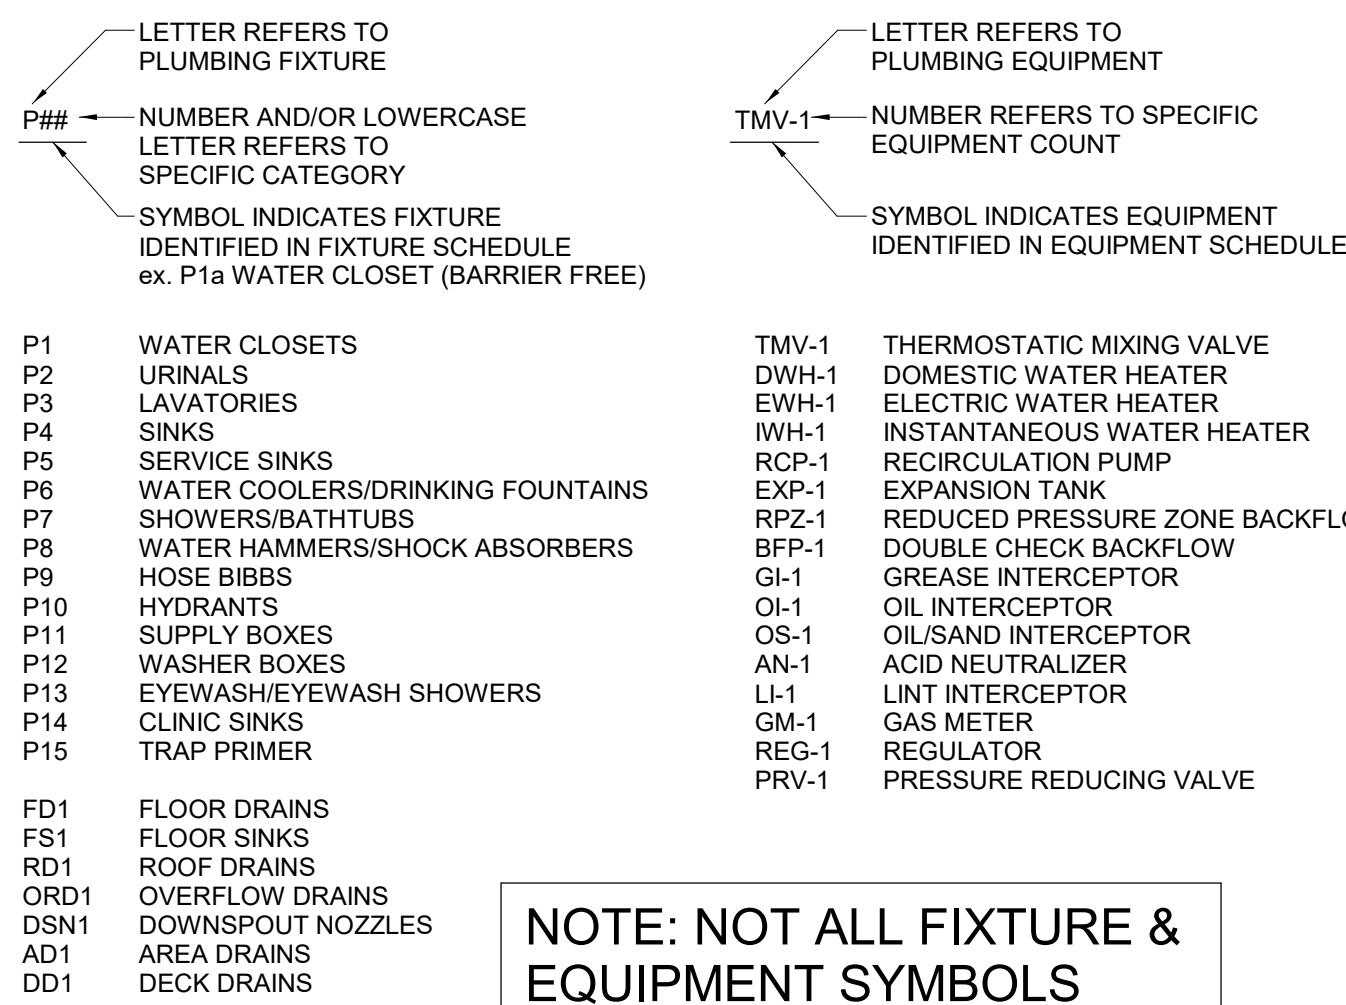 LETTER REFERS TO
PLUMBING FIXTURE
P##
NUMBER AND/OR LOWERCASE
LETTER REFERS TO
SPECIFIC CATEGORY
SYMBOL INDICATES FIXTURE
IDENTIFIED IN FIXTURE SCHEDULE
ex. P1a WATER CLOSET (BARRIER FREE)
LETTER REFERS TO
PLUMBING EQUIPMENT
TMV-1
NUMBER REFERS TO SPECIFIC
EQUIPMENT COUNT
SYMBOL INDICATES EQUIPMENT
IDENTIFIED IN EQUIPMENT SCHEDULE
P1 WATER CLOSETS
P2 URINALS
P3 LAVATORIES
P4 SINKS
P5 SERVICE SINKS
P6 WATER COOLERS/DRINKING FOUNTAINS
P7 SHOWERS/BATHTUBS
P8 WATER HAMMERS/SHOCK ABSORBERS
P9 HOSE BIBBS
P10 HYDRANTS
P11 SUPPLY BOXES
P12 WASHER BOXES
P13 EYEWASH/EYEWASH SHOWERS
P14 CLINIC SINKS
P15 TRAP PRIMER
FD1 FLOOR DRAINS
FS1 FLOOR SINKS
RD1 ROOF DRAINS
ORD1 OVERFLOW DRAINS
DSN1 DOWNSPOUT NOZZLES
AD1 AREA DRAINS
DD1 DECK DRAINS
TMV-1 THERMOSTATIC MIXING VALVE
DWH-1 DOMESTIC WATER HEATER
EWH-1 ELECTRIC WATER HEATER
IWH-1 INSTANTANEOUS WATER HEATER
RCP-1 RECIRCULATION PUMP
EXP-1 EXPANSION TANK
RPZ-1 REDUCED PRESSURE ZONE
BFP-1 DOUBLE CHECK BACKFLOW
GI-1 GREASE INTERCEPTOR
OI-1 OIL INTERCEPTOR
OS-1 OIL/SAND INTERCEPTOR
AN-1 ACID NEUTRALIZER
LI-1 LINT INTERCEPTOR
GM-1 GAS METER
REG-1 REGULATOR
PRV-1 PRESSURE REDUCING VALVE
NOTE: NOT ALL FIXTURE &
EQUIPMENT SYMBOLS